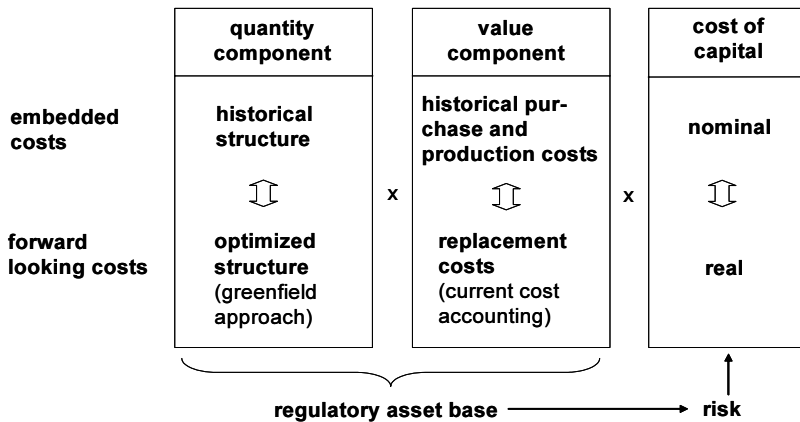 quantity
component
value
component
cost of
capital
embedded
costs
historical
structure
historical pur-
chase and
production costs
nominal
x
x
forward
looking costs
optimized
structure
(greenfield
approach)
replacement
costs
(current cost
accounting)
real
regulatory asset base
risk